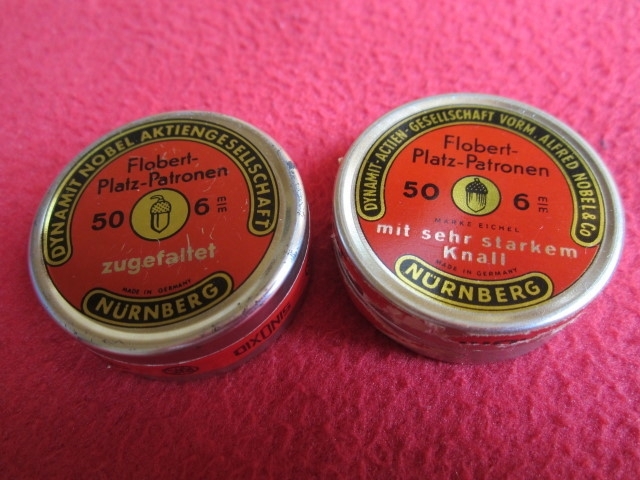 DYNAMIT NOBEL AKTIENGESELLSCHAFT
Flobert-
Platz-Patronen
50 6 m/m
zugefaltet
MADE IN GERMANY
NÜRNBERG
SINOXID
DYNAMIT-ACTIEN-GESELLSCHAFT VORM. ALFRED NOBEL & Co
Flobert-
Platz-Patronen
50 6 m/m
MARKE EICHEL
mit sehr starkem
Knall
MADE IN GERMANY
NÜRNBERG